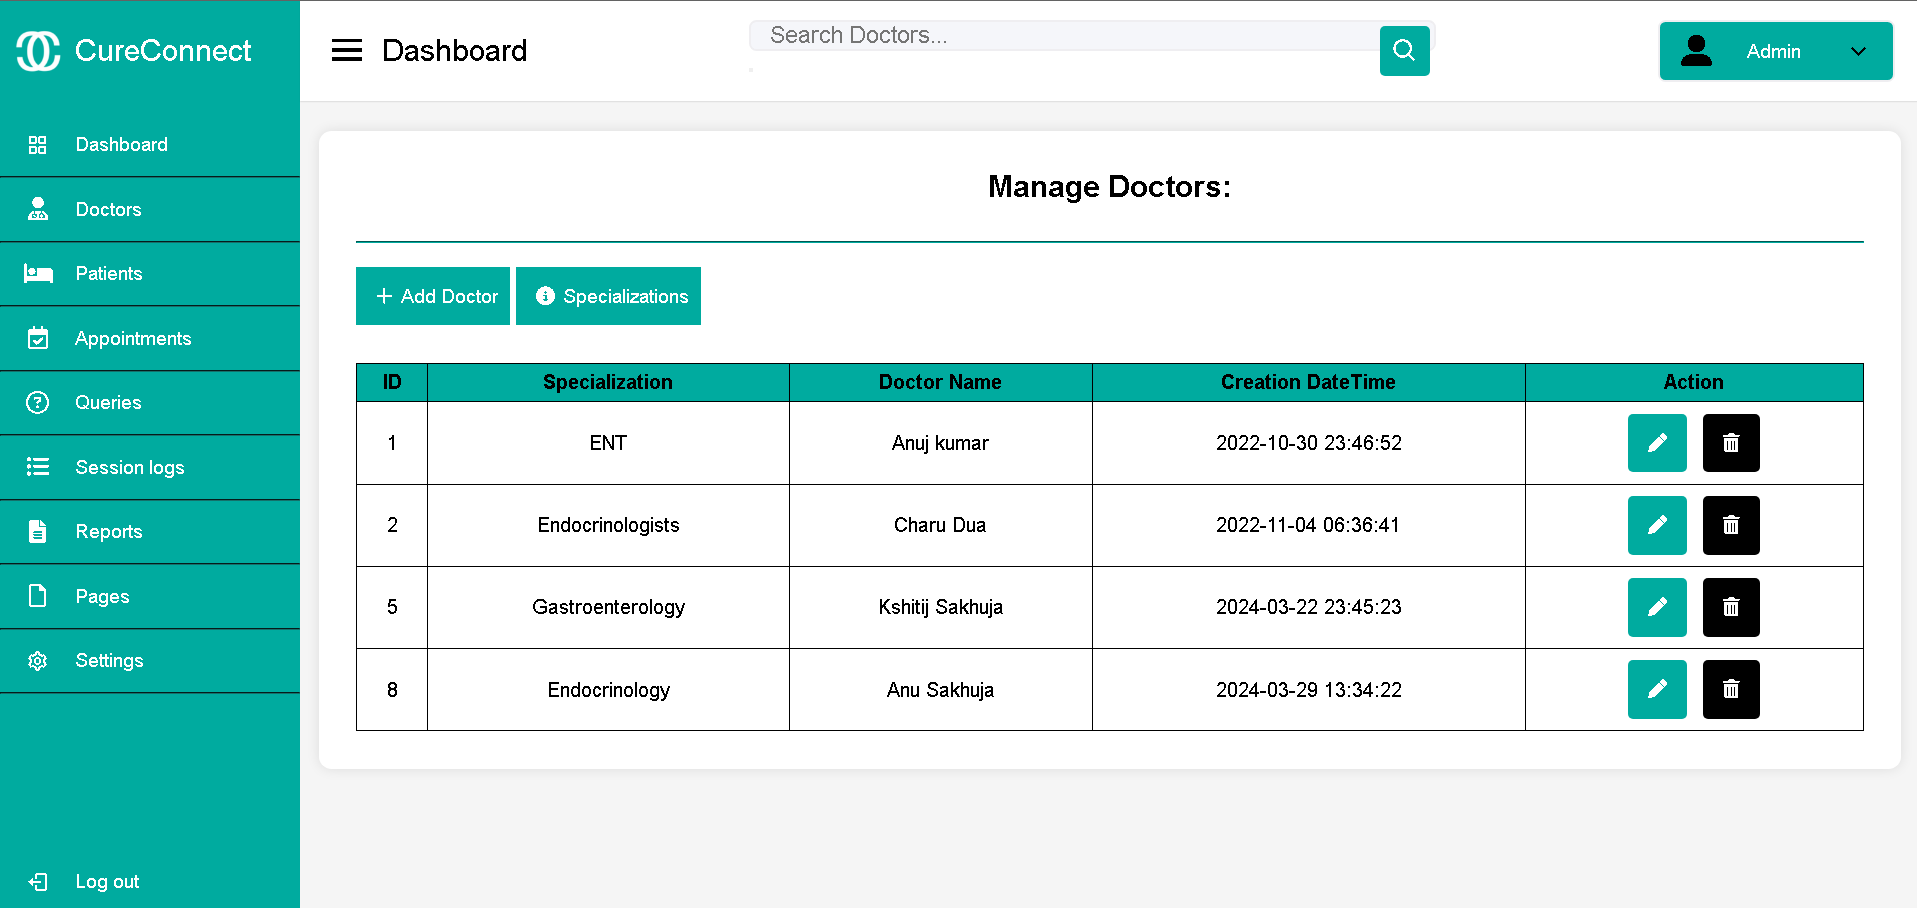 CureConnect
Dashboard
Search Doctors...
Admin
Dashboard
Doctors
Patients
Appointments
Queries
Session logs
Reports
Pages
Settings
Log out
Manage Doctors:
Add Doctor
Specializations
ID Specialization Doctor Name Creation DateTime Action
1 ENT Anuj kumar 2022-10-30 23:46:52
2 Endocrinologists Charu Dua 2022-11-04 06:36:41
5 Gastroenterology Kshitij Sakhuja 2024-03-22 23:45:23
8 Endocrinology Anu Sakhuja 2024-03-29 13:34:22